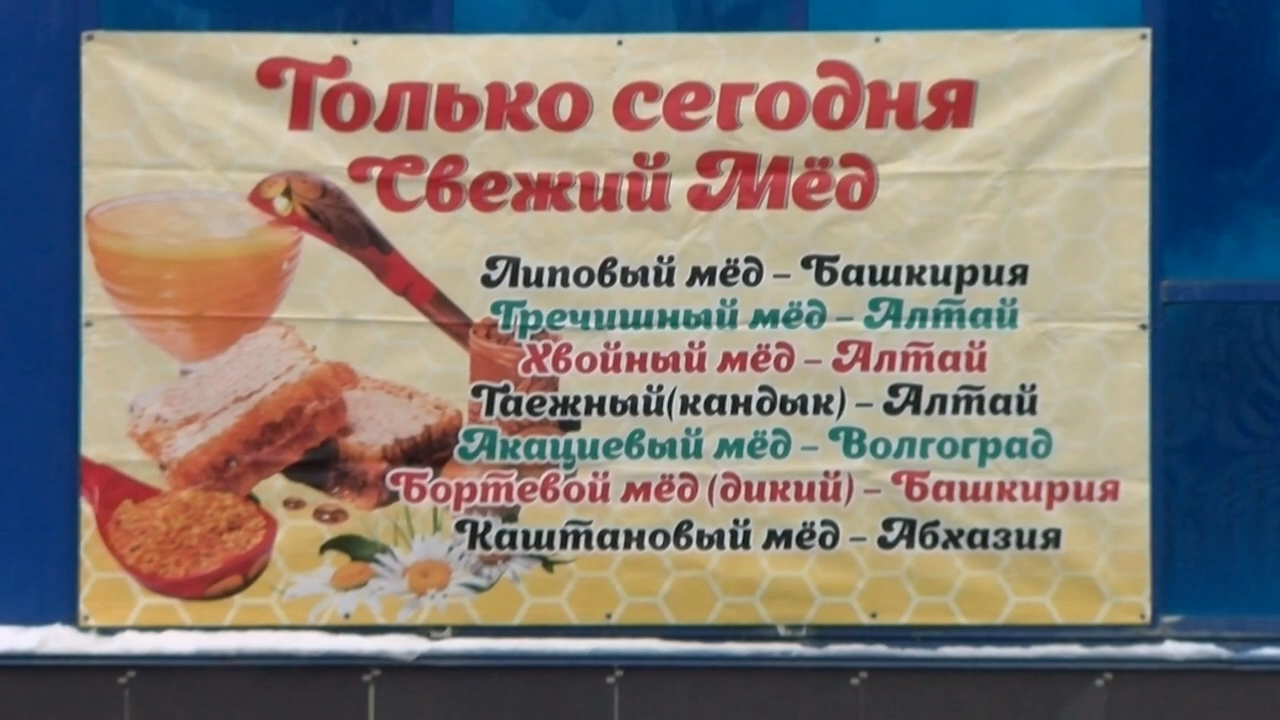 Только сегодня
Свежий Мёд
Липовый мёд – Башкирия
Гречишный мёд – Алтай
Хвойный мёд – Алтай
Таежный(кандык) – Алтай
Акациевый мёд – Волгоград
Бортевой мёд (дикий) – Башкирия
Каштановый мёд – Абхазия